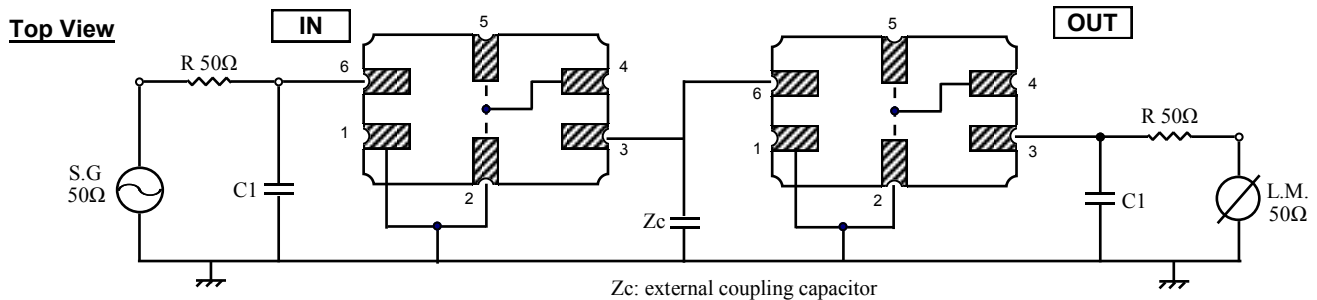 Top View
IN
OUT
R 50Ω
S.G
50Ω
C1
6
1
5
2
4
3
Zc
6
1
5
2
4
3
R 50Ω
C1
L.M.
50Ω
Zc: external coupling capacitor